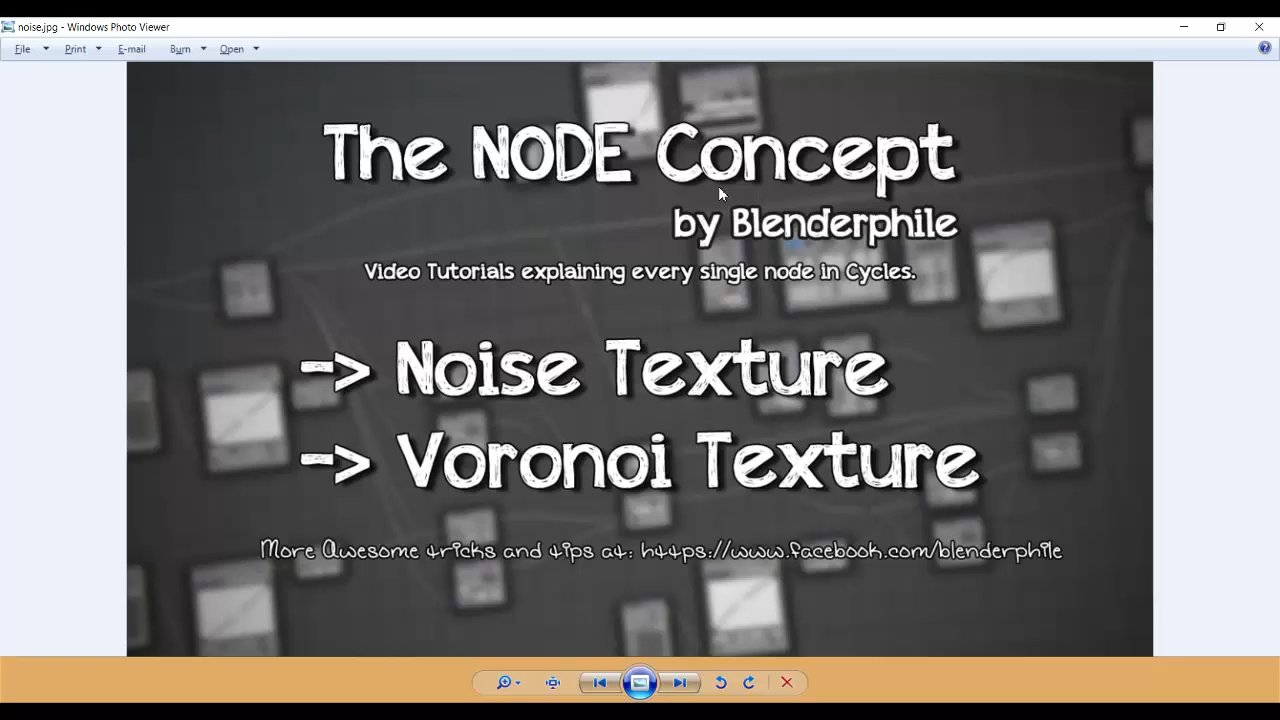 noise.jpg - Windows Photo Viewer
File Print E-mail Burn Open
The NODE Concept
by Blenderphile
Video Tutorials explaining every single node in Cycles.
-> Noise Texture
-> Voronoi Texture
More Awesome tricks and tips at: https://www.facebook.com/blenderphile